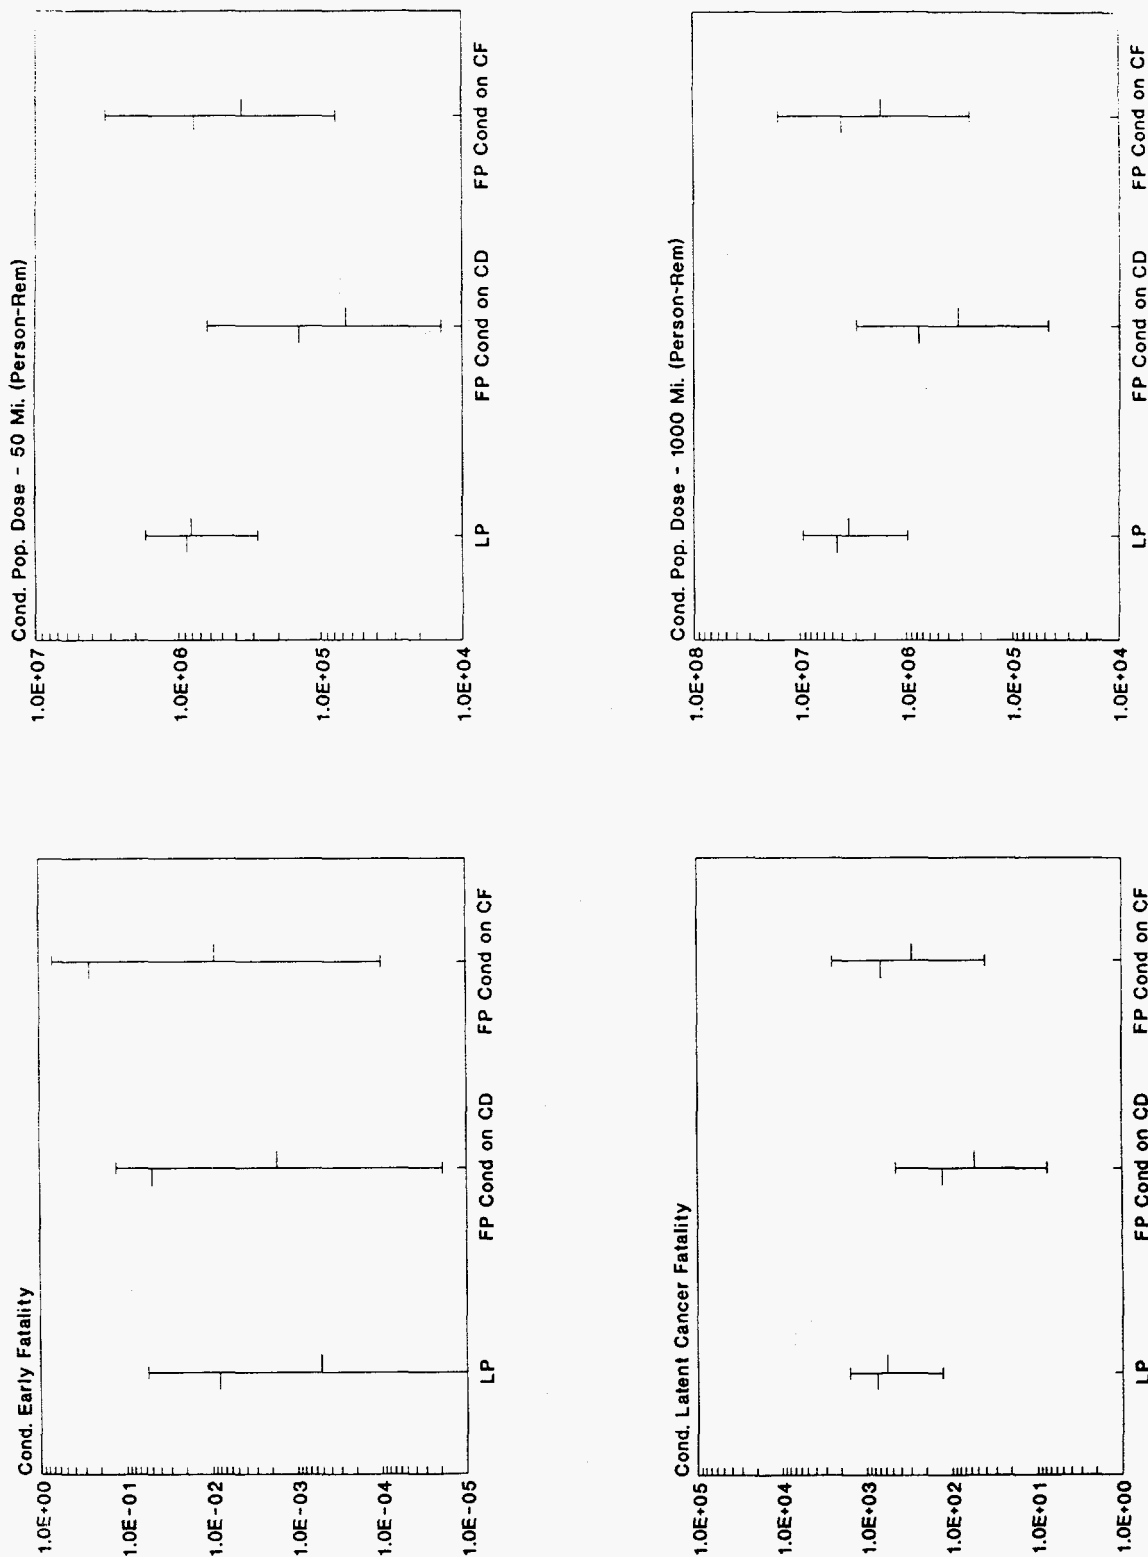 Cond. Early Fatality
1.0E+00
1.0E-01
1.0E-02
1.0E-03
1.0E-04
1.0E-05
LP
FP Cond on CD
FP Cond on CF
Cond. Pop. Dose - 50 Mi. (Person-Rem)
1.0E+07
1.0E+06
1.0E+05
1.0E+04
LP
FP Cond on CD
FP Cond on CF
Cond. Latent Cancer Fatality
1.0E+05
1.0E+04
1.0E+03
1.0E+02
1.0E+01
1.0E+00
LP
FP Cond on CD
FP Cond on CF
Cond. Pop. Dose - 1000 Mi. (Person-Rem)
1.0E+08
1.0E+07
1.0E+06
1.0E+05
1.0E+04
LP
FP Cond on CD
FP Cond on CF